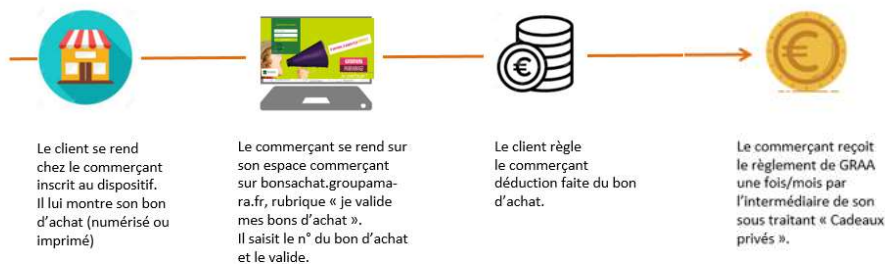 Le client se rend
chez le commerçant
inscrit au dispositif.
Il lui montre son bon
d'achat (numérisé ou
imprimé)
Le commerçant se rend sur
son espace commerçant
sur bonsachat.groupama-
ra.fr, rubrique « je valide
mes bons d'achat ».
Il saisit le n° du bon d'achat
et le valide.
Le client règle
le commerçant
déduction faite du bon
d'achat.
Le commerçant reçoit
le règlement de GRAA
une fois/mois par
l'intermédiaire de son
sous traitant « Cadeaux
privés ».